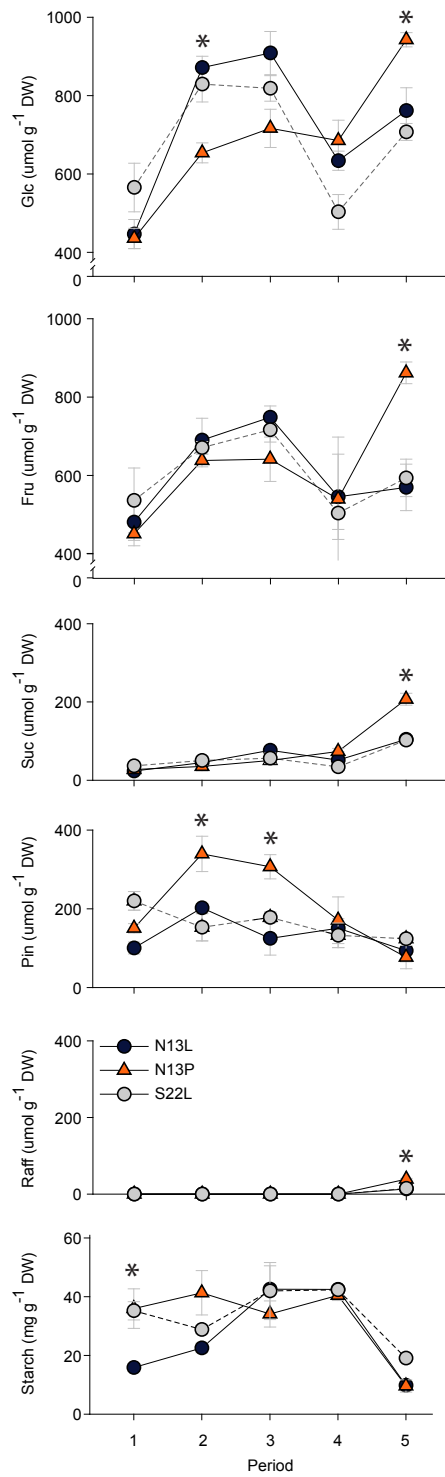 *
*
1000
800
600
400
0
Glc (umol g⁻¹ DW)
*
1000
800
600
400
0
Fru (umol g⁻¹ DW)
*
400
200
0
Suc (umol g⁻¹ DW)
*
*
400
200
0
Pin (umol g⁻¹ DW)
N13L
N13P
S22L
*
400
200
0
Raff (umol g⁻¹ DW)
*
60
40
20
0
Starch (mg g⁻¹ DW)
1 2 3 4 5
Period